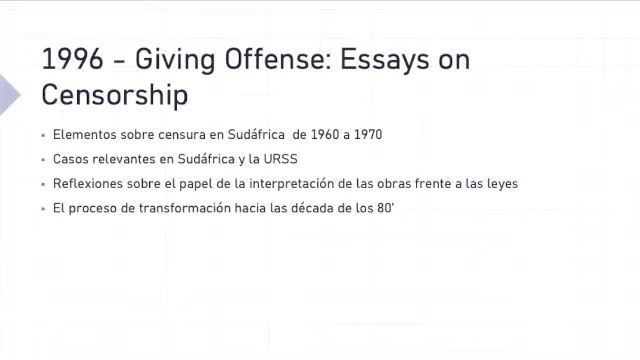 1996 – Giving Offense: Essays on
Censorship
▪ Elementos sobre censura en Sudáfrica de 1960 a 1970
▪ Casos relevantes en Sudáfrica y la URSS
▪ Reflexiones sobre el papel de la interpretación de las obras frente a las leyes
▪ El proceso de transformación hacia las década de los 80'